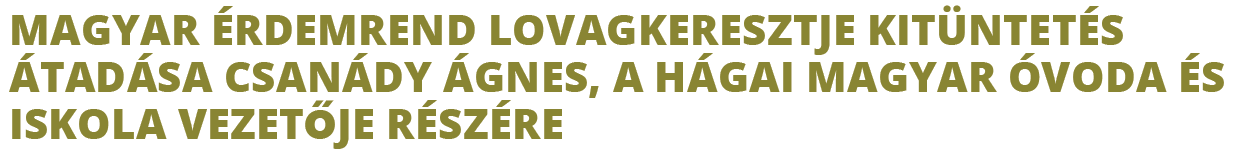 MAGYAR ÉRDEMREND LOVAGKERESZTJE KITÜNTETÉS
ÁTADÁSA CSANÁDY ÁGNES, A HÁGAI MAGYAR ÓVODA ÉS
ISKOLA VEZETŐJE RÉSZÉRE